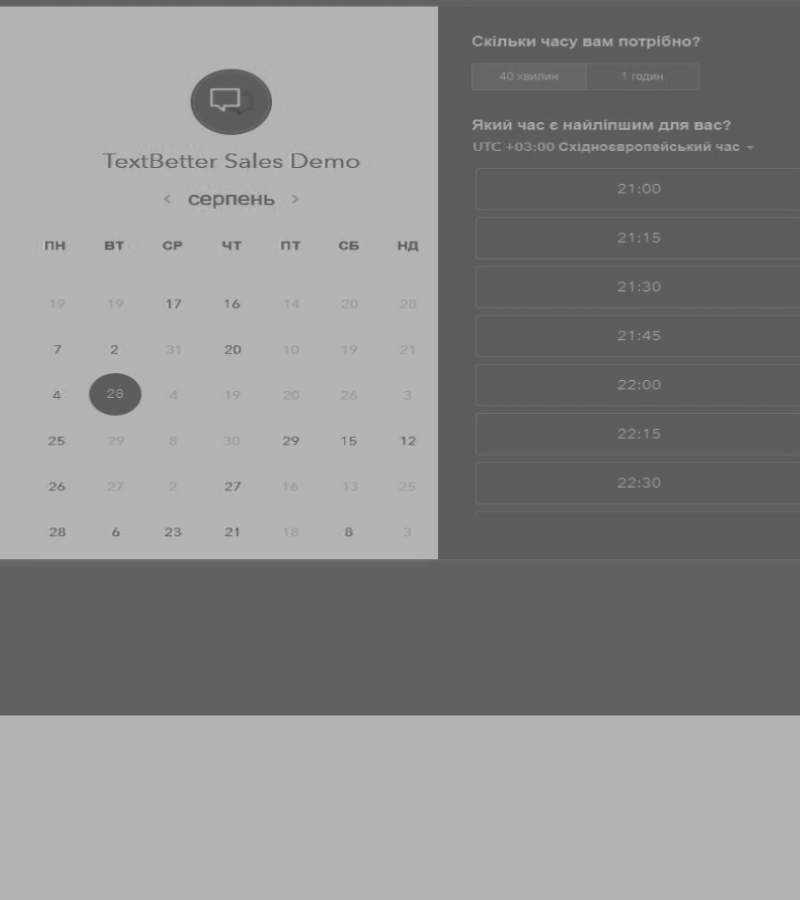 TextBetter Sales Demo
‹ серпень ›
ПН ВТ СР ЧТ ПТ СБ НД
19 19 17 16 14 20 28
7 2 31 20 10 19 21
4 28 4 19 20 26 3
25 29 8 30 29 15 12
26 27 2 27 16 13 25
28 6 23 21 18 8 3
Скільки часу вам потрібно?
40 хвилин 1 годин
Який час є найліпшим для вас?
UTC +03:00 Східноєвропейський час
21:00
21:15
21:30
21:45
22:00
22:15
22:30